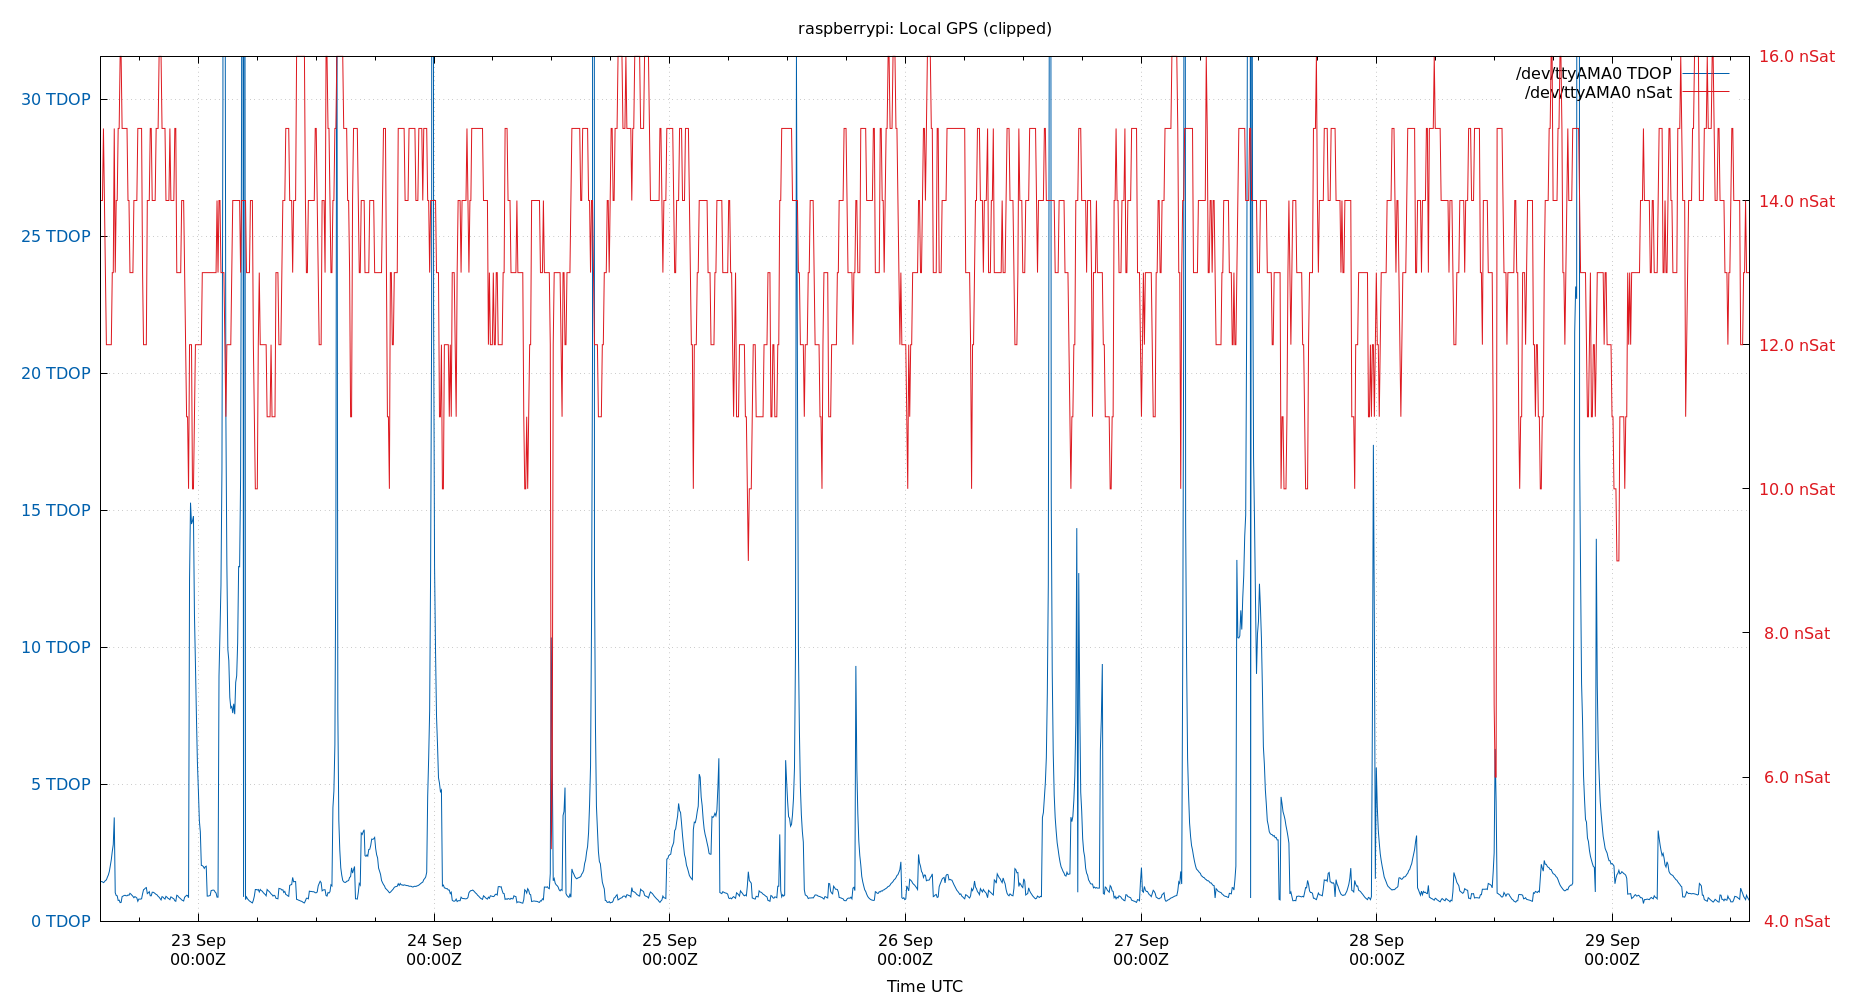 raspberrypi: Local GPS (clipped)
16.0 nSat
/dev/ttyAMA0 TDOP
/dev/ttyAMA0 nSat
30 TDOP
14.0 nSat
25 TDOP
12.0 nSat
20 TDOP
10.0 nSat
15 TDOP
8.0 nSat
10 TDOP
6.0 nSat
5 TDOP
4.0 nSat
0 TDOP
23 Sep
00:00Z
24 Sep
00:00Z
25 Sep
00:00Z
26 Sep
00:00Z
27 Sep
00:00Z
28 Sep
00:00Z
29 Sep
00:00Z
Time UTC